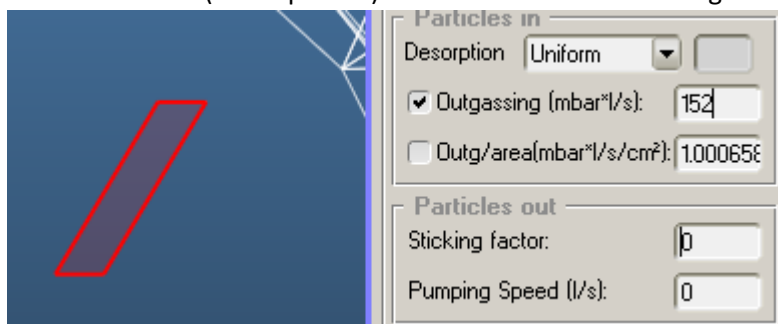 Particles in
Desorption Uniform
Outgassing (mbar*l/s): 152
Outg/area(mbar*l/s/cm²): 1.000658
Particles out
Sticking factor: 0
Pumping Speed (l/s): 0